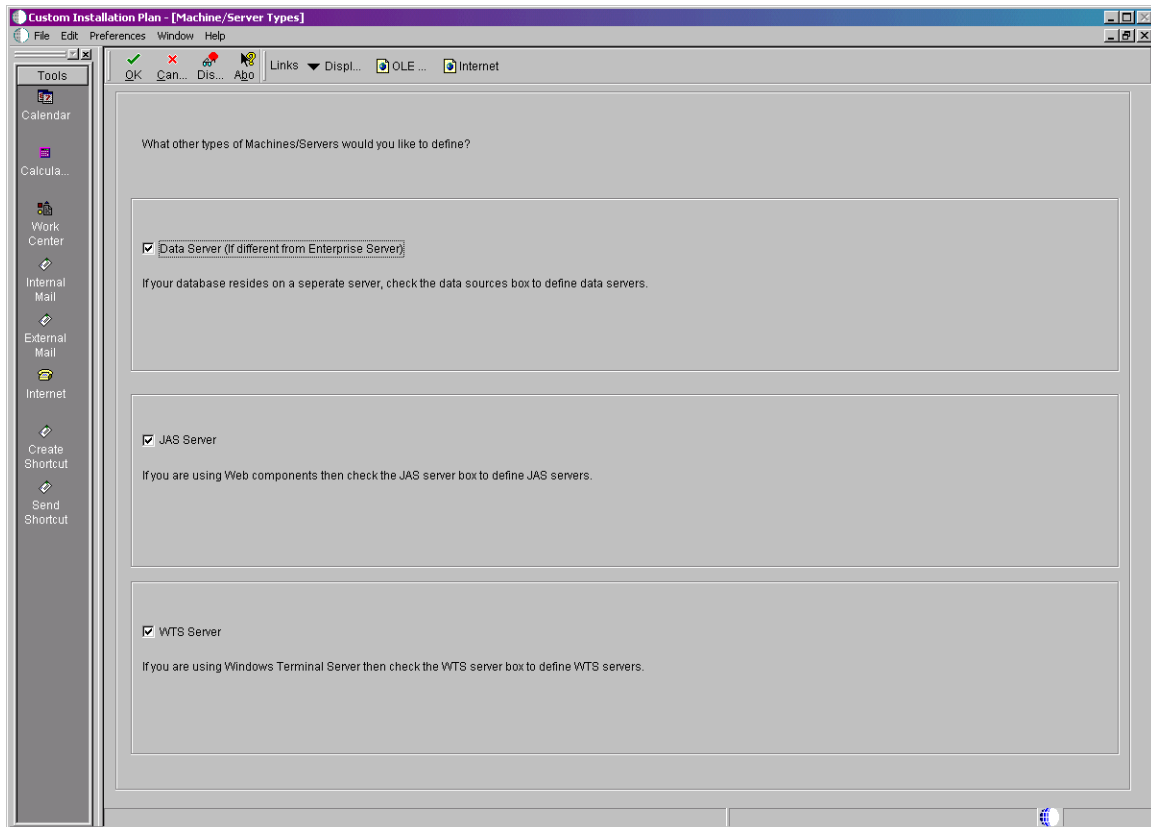 Custom Installation Plan - [Machine/Server Types]
File Edit Preferences Window Help
Tools
OK Can... Dis... Abo Links Displ... OLE ... Internet
Calendar
Calcula...
Work
Center
Internal
Mail
External
Mail
Internet
Create
Shortcut
Send
Shortcut
What other types of Machines/Servers would you like to define?
Data Server (If different from Enterprise Server)
If your database resides on a seperate server, check the data sources box to define data servers.
JAS Server
If you are using Web components then check the JAS server box to define JAS servers.
WTS Server
If you are using Windows Terminal Server then check the WTS server box to define WTS servers.